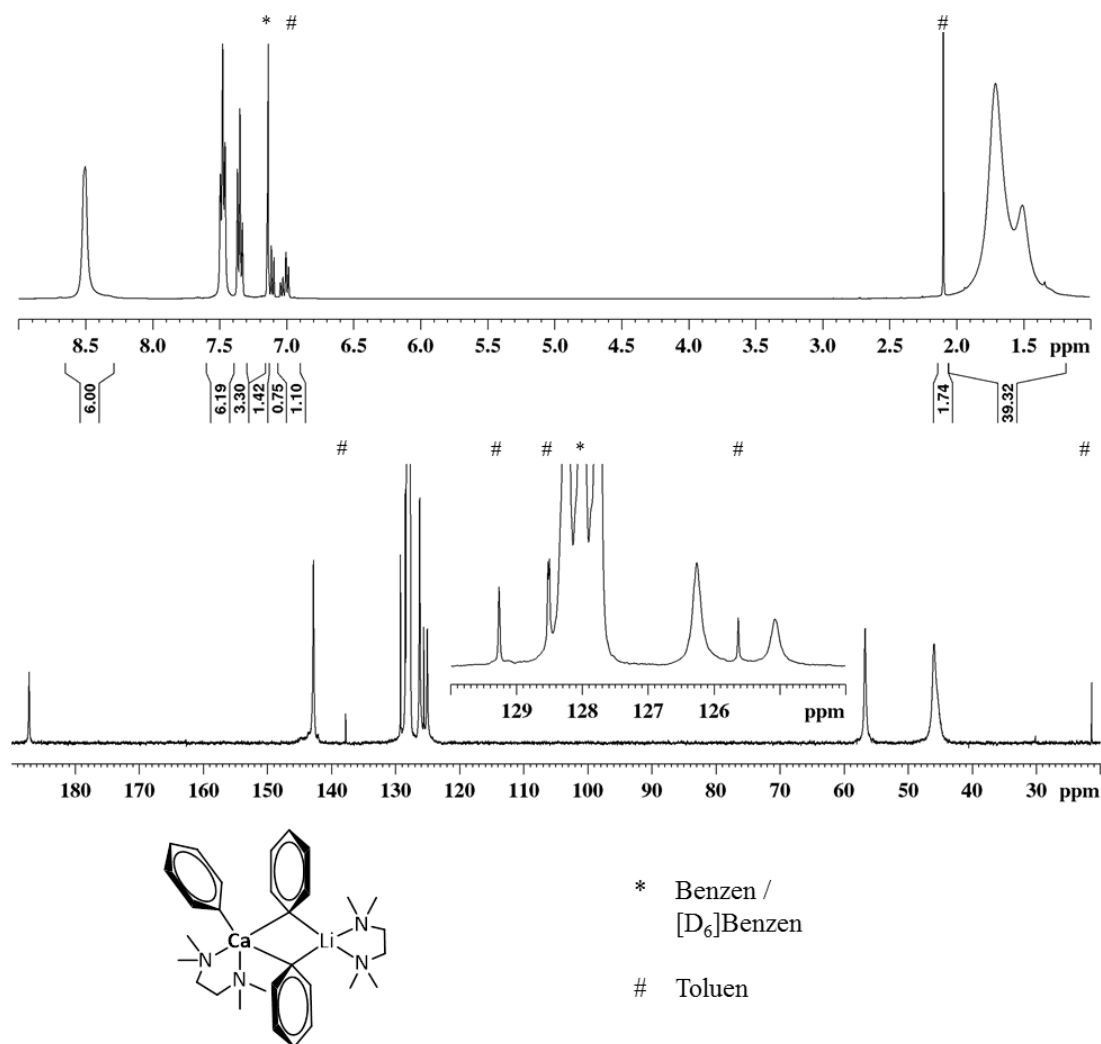 * #
#
8.5 8.0 7.5 7.0 6.5 6.0 5.5 5.0 4.5 4.0 3.5 3.0 2.5 2.0 1.5 ppm
6.00 6.19 3.30 1.42 0.75 1.10 1.74 39.32
# # # * # #
129 128 127 126 ppm
180 170 160 150 140 130 120 110 100 90 80 70 60 50 40 30 ppm
Ca Li
N N
N N
* Benzen /
[D6]Benzen
# Toluen